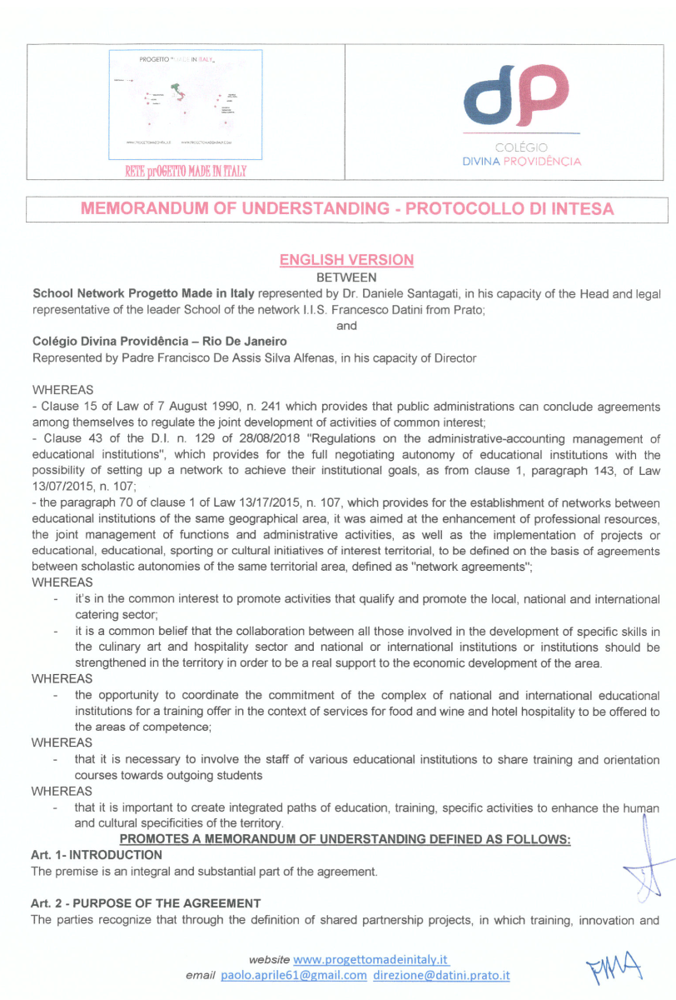 PROGETTO "MADE IN ITALY"
RETE prOGETTO MADE IN ITALY
dp
COLÉGIO
DIVINA PROVIDÊNCIA
MEMORANDUM OF UNDERSTANDING - PROTOCOLLO DI INTESA
ENGLISH VERSION
BETWEEN
School Network Progetto Made in Italy represented by Dr. Daniele Santagati, in his capacity of the Head and legal
representative of the leader School of the network I.I.S. Francesco Datini from Prato;
and
Colégio Divina Providência – Rio De Janeiro
Represented by Padre Francisco De Assis Silva Alfenas, in his capacity of Director
WHEREAS
- Clause 15 of Law of 7 August 1990, n. 241 which provides that public administrations can conclude agreements
among themselves to regulate the joint development of activities of common interest;
- Clause 43 of the D.I. n. 129 of 28/08/2018 "Regulations on the administrative-accounting management of
educational institutions", which provides for the full negotiating autonomy of educational institutions with the
possibility of setting up a network to achieve their institutional goals, as from clause 1, paragraph 143, of Law
13/07/2015, n. 107;
- the paragraph 70 of clause 1 of Law 13/17/2015, n. 107, which provides for the establishment of networks between
educational institutions of the same geographical area, it was aimed at the enhancement of professional resources,
the joint management of functions and administrative activities, as well as the implementation of projects or
educational, educational, sporting or cultural initiatives of interest territorial, to be defined on the basis of agreements
between scholastic autonomies of the same territorial area, defined as "network agreements";
WHEREAS
- it's in the common interest to promote activities that qualify and promote the local, national and international
catering sector;
- it is a common belief that the collaboration between all those involved in the development of specific skills in
the culinary art and hospitality sector and national or international institutions or institutions should be
strengthened in the territory in order to be a real support to the economic development of the area.
WHEREAS
- the opportunity to coordinate the commitment of the complex of national and international educational
institutions for a training offer in the context of services for food and wine and hotel hospitality to be offered to
the areas of competence;
WHEREAS
- that it is necessary to involve the staff of various educational institutions to share training and orientation
courses towards outgoing students
WHEREAS
- that it is important to create integrated paths of education, training, specific activities to enhance the human
and cultural specificities of the territory.
PROMOTES A MEMORANDUM OF UNDERSTANDING DEFINED AS FOLLOWS:
Art. 1- INTRODUCTION
The premise is an integral and substantial part of the agreement.
Art. 2 - PURPOSE OF THE AGREEMENT
The parties recognize that through the definition of shared partnership projects, in which training, innovation and
website www.progettomadeinitaly.it
email paolo.aprile61@gmail.com direzione@datini.prato.it